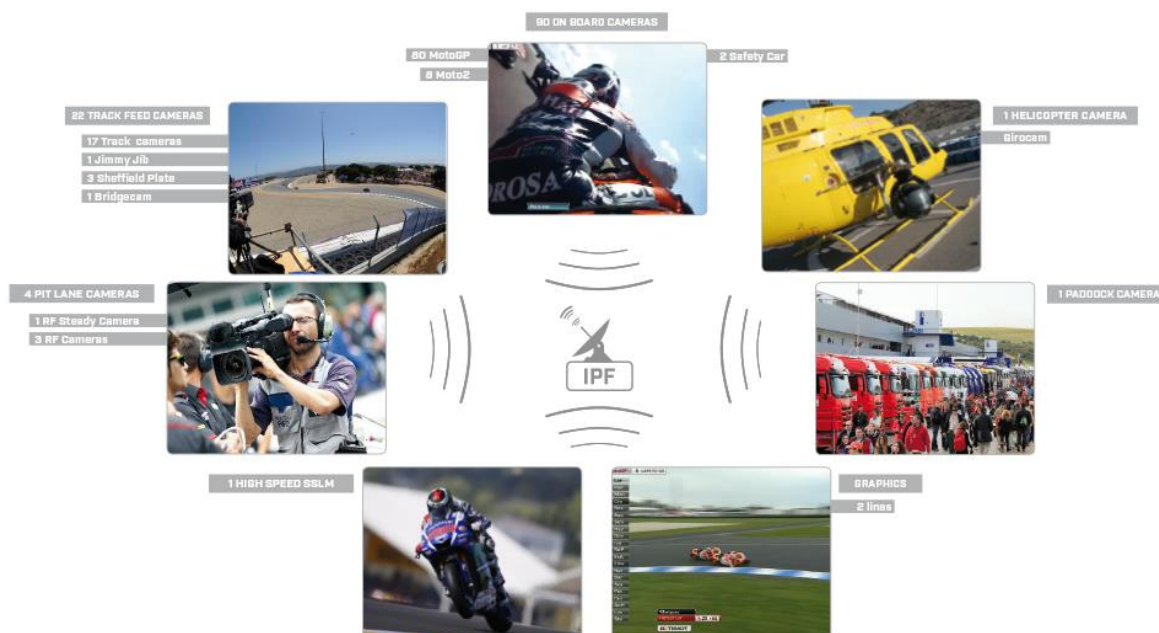 90 ON BOARD CAMERAS
80 MotoGP
8 Moto2
2 Safety Car
22 TRACK FEED CAMERAS
17 Track cameras
1 Jimmy Jib
3 Sheffield Plate
1 Bridgecam
1 HELICOPTER CAMERA
Girocam
4 PIT LANE CAMERAS
1 RF Steady Camera
3 RF Cameras
1 PADDOCK CAMERA
IPF
1 HIGH SPEED SSLM
GRAPHICS
2 lines
TISSOT